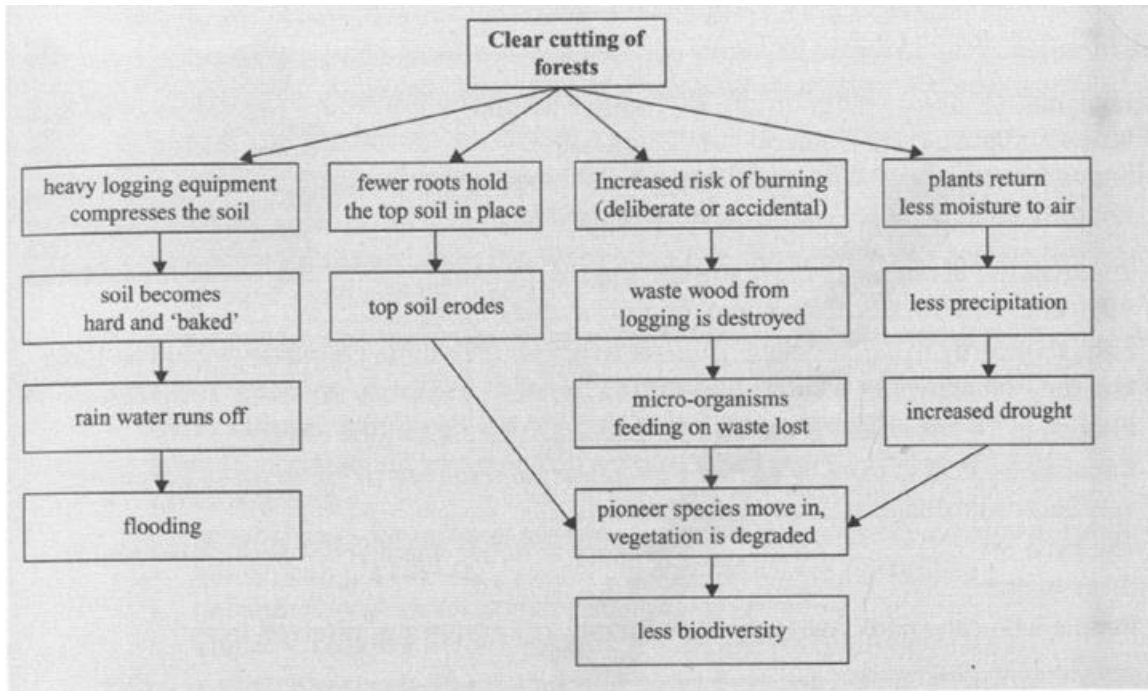 Clear cutting of
forests
heavy logging equipment
compresses the soil
fewer roots hold
the top soil in place
Increased risk of burning
(deliberate or accidental)
plants return
less moisture to air
soil becomes
hard and ‘baked’
top soil erodes
waste wood from
logging is destroyed
less precipitation
rain water runs off
micro-organisms
feeding on waste lost
increased drought
flooding
pioneer species move in,
vegetation is degraded
less biodiversity